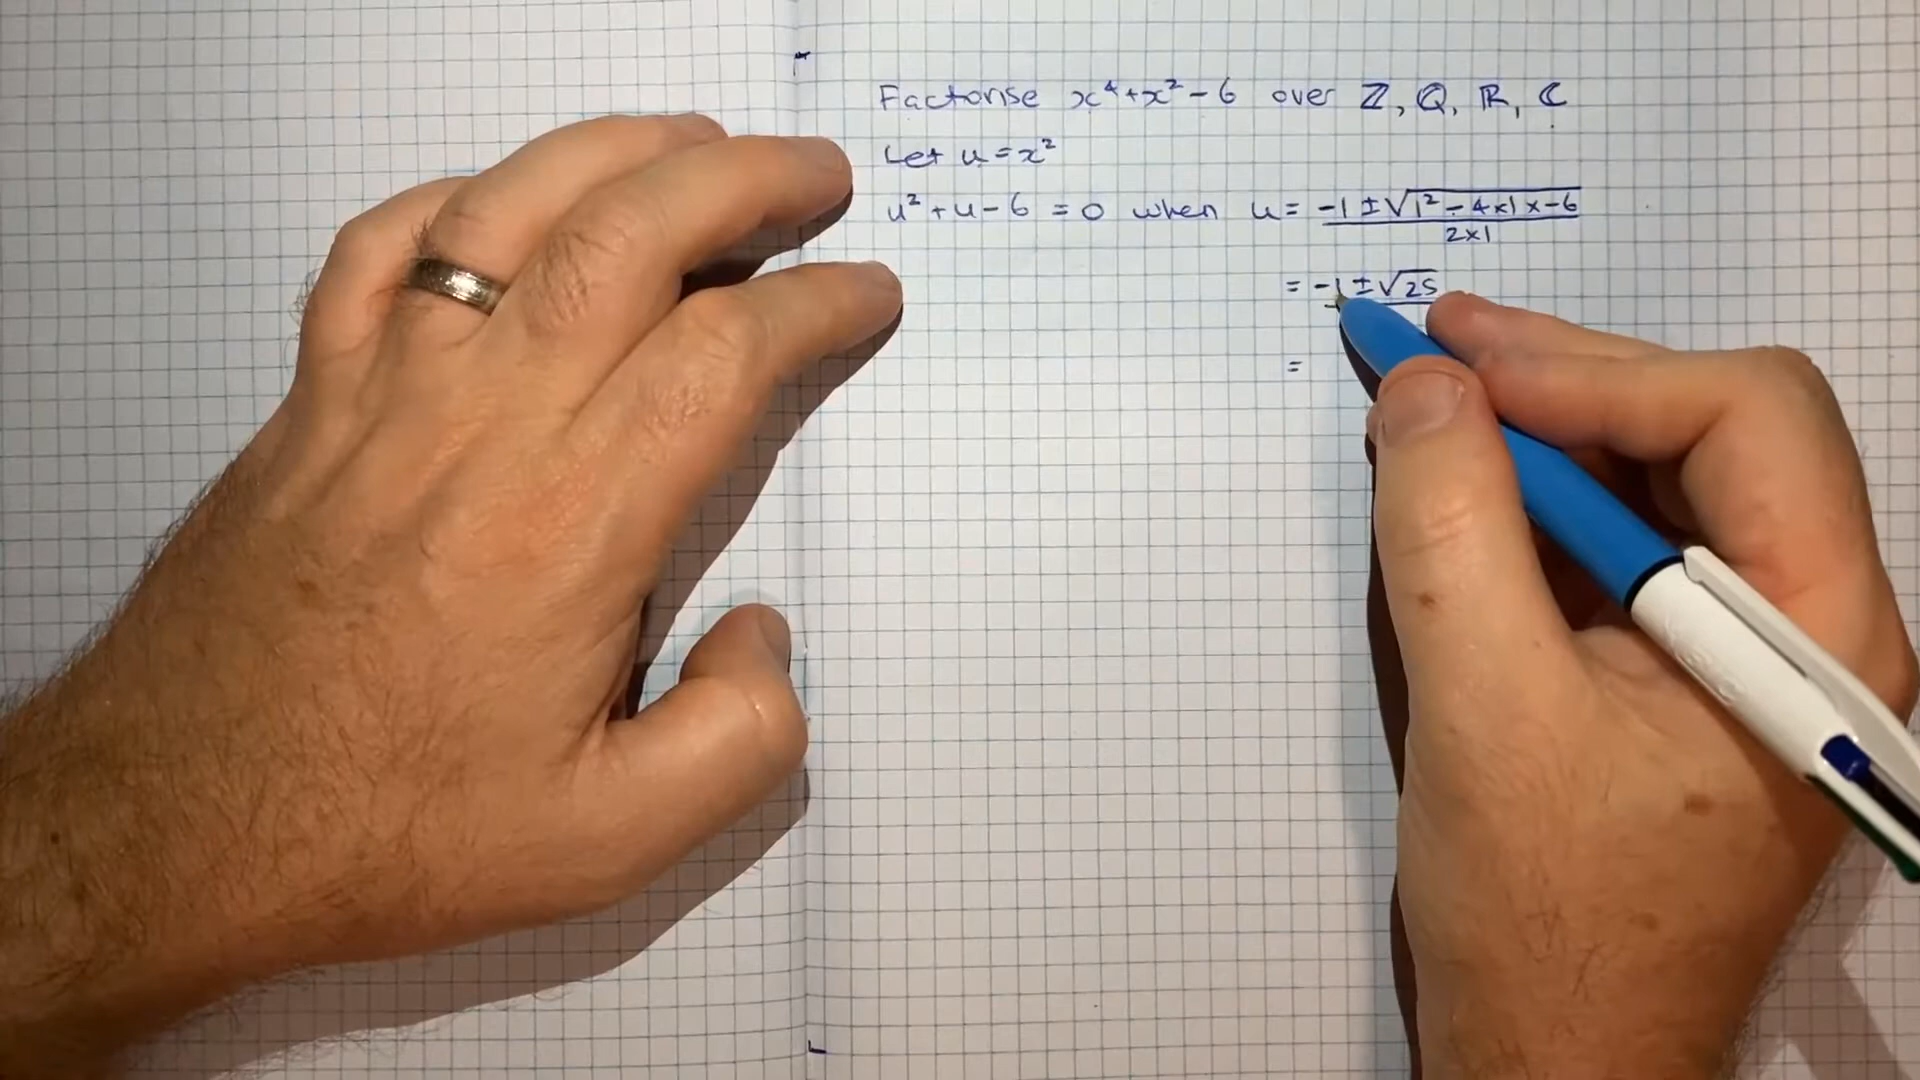 Factorise x⁴+x²-6 over ℤ, ℚ, ℝ, ℂ
Let u=x²
u²+u-6 =0 when u= -1±√1²-4×1×-6
2×1
= -1±√25
=